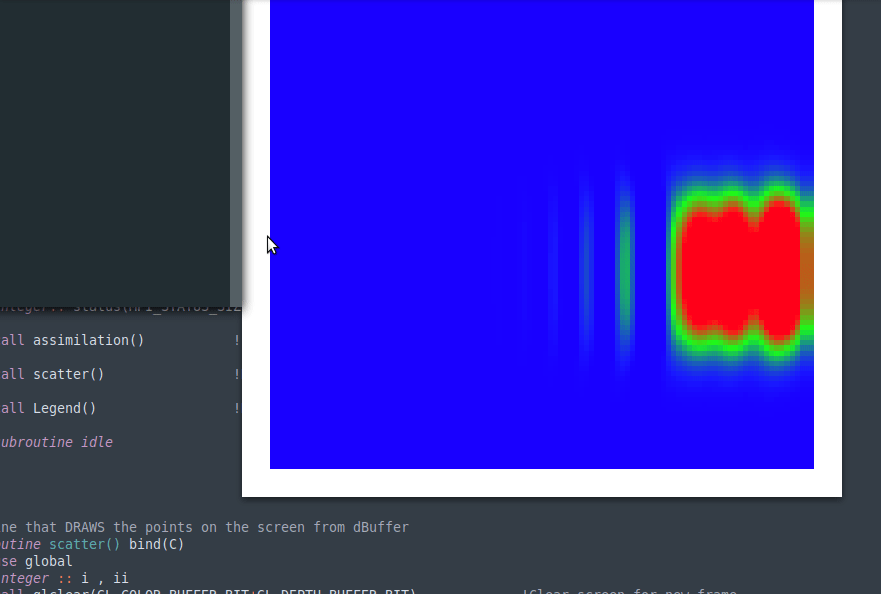 all assimilation() !
all scatter() !
all Legend() !
ubroutine idle
ne that DRAWS the points on the screen from dBuffer
outine scatter() bind(C)
se global
nteger :: i , ii